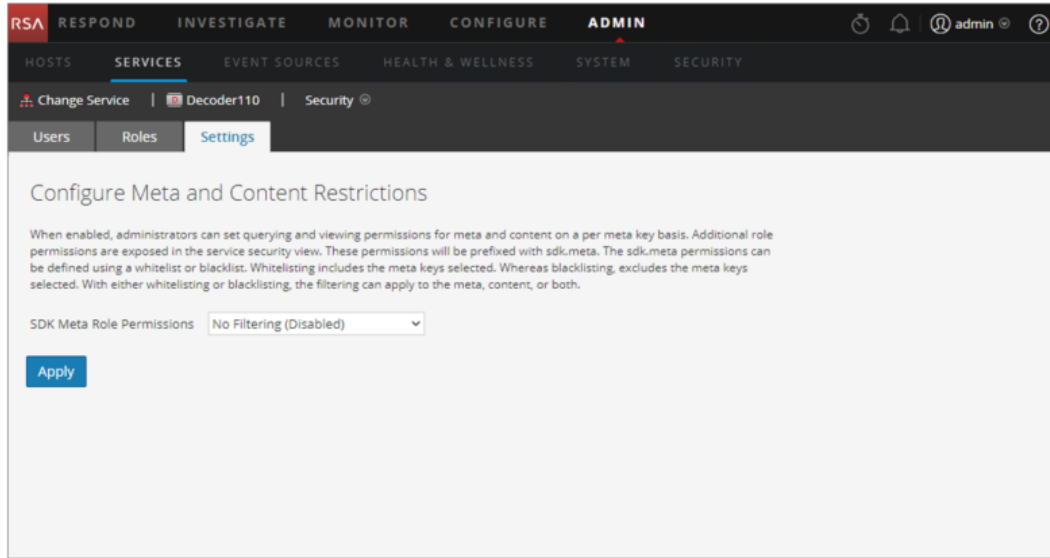 RSA RESPOND INVESTIGATE MONITOR CONFIGURE ADMIN admin ?
HOSTS SERVICES EVENT SOURCES HEALTH & WELLNESS SYSTEM SECURITY
Change Service | Decoder110 | Security
Users Roles Settings
Configure Meta and Content Restrictions
When enabled, administrators can set querying and viewing permissions for meta and content on a per meta key basis. Additional role
permissions are exposed in the service security view. These permissions will be prefixed with sdk.meta. The sdk.meta permissions can
be defined using a whitelist or blacklist. Whitelisting includes the meta keys selected. Whereas blacklisting, excludes the meta keys
selected. With either whitelisting or blacklisting, the filtering can apply to the meta, content, or both.
SDK Meta Role Permissions No Filtering (Disabled)
Apply